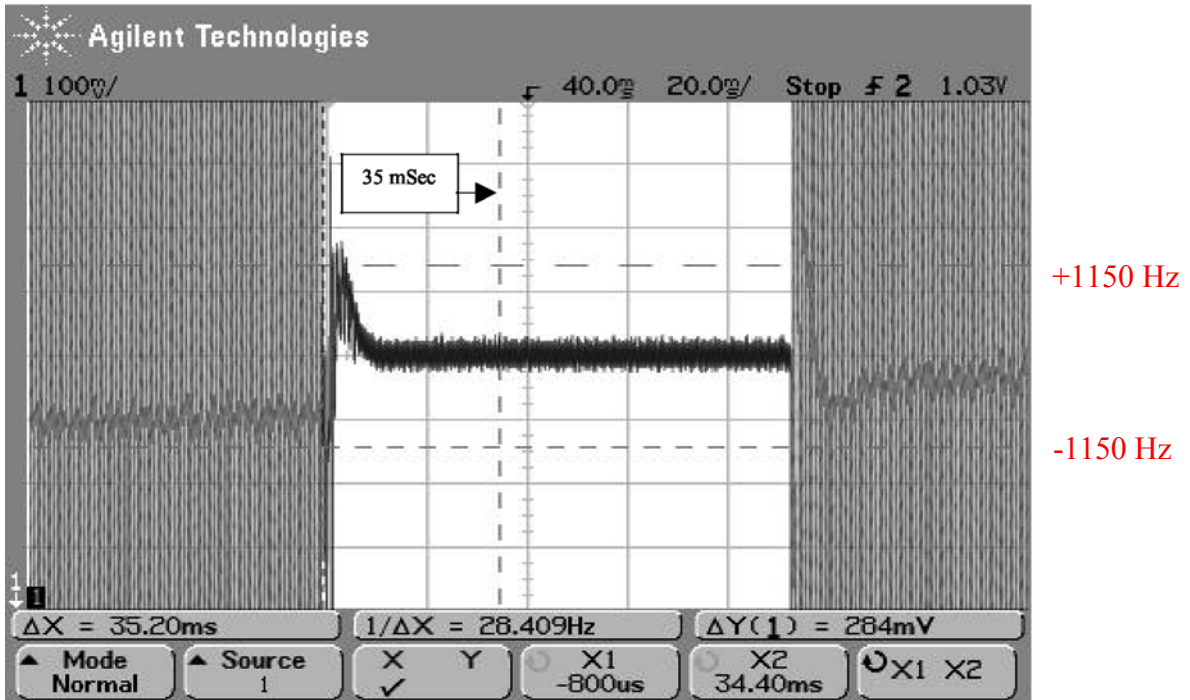 Agilent Technologies
1 100mV/ 40.0ms 20.0ms/ Stop 2 1.03V
35 mSec
+1150 Hz
-1150 Hz
1
1
ΔX = 35.20ms 1/ΔX = 28.409Hz ΔY(1) = 284mV
Mode Source X Y X1 X2 X1 X2
Normal 1 ✓ -800us 34.40ms